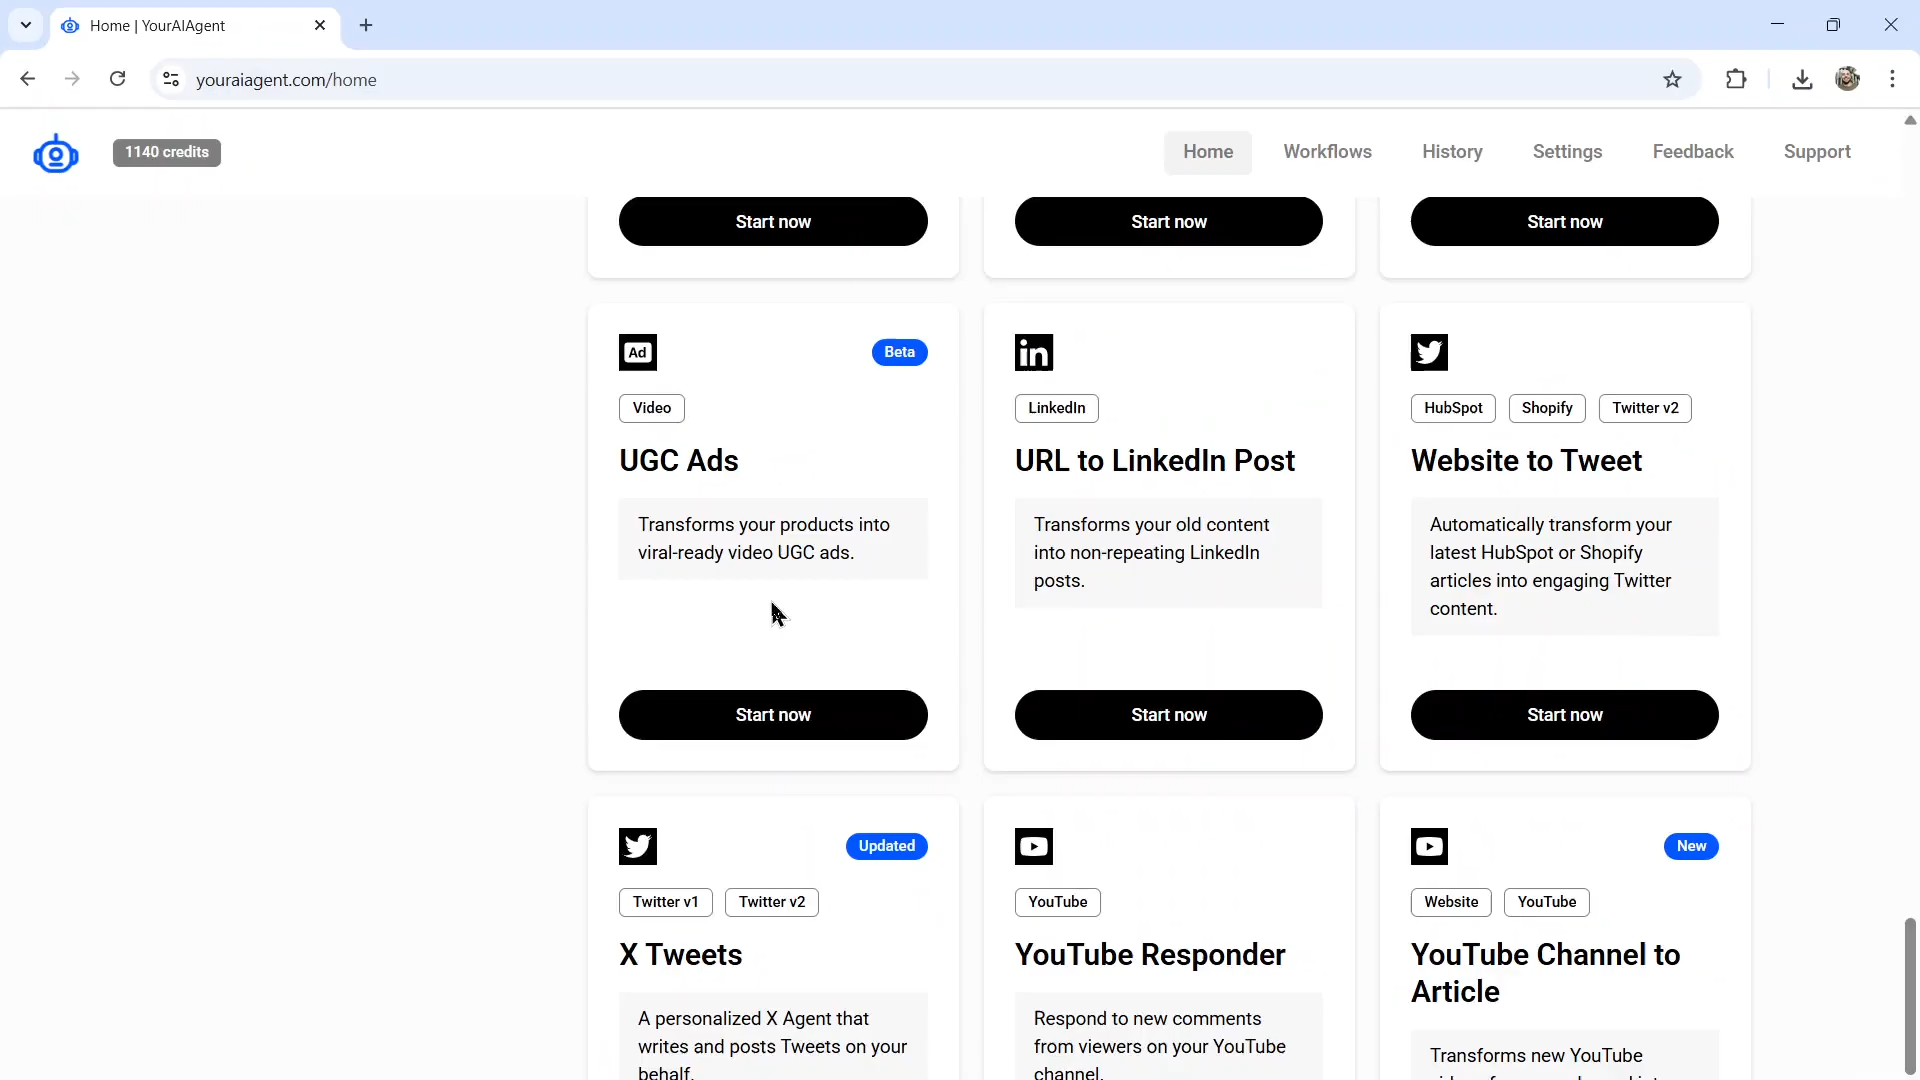 Home | YourAIAgent
youraiagent.com/home
1140 credits
Home
Workflows
History
Settings
Feedback
Support
Start now
Start now
Start now
Ad
Beta
Video
UGC Ads
Transforms your products into
viral-ready video UGC ads.
Start now
in
LinkedIn
URL to LinkedIn Post
Transforms your old content
into non-repeating LinkedIn
posts.
Start now
HubSpot
Shopify
Twitter v2
Website to Tweet
Automatically transform your
latest HubSpot or Shopify
articles into engaging Twitter
content.
Start now
Updated
Twitter v1
Twitter v2
X Tweets
A personalized X Agent that
writes and posts Tweets on your
behalf.
YouTube
YouTube Responder
Respond to new comments
from viewers on your YouTube
channel.
New
Website
YouTube
YouTube Channel to
Article
Transforms new YouTube